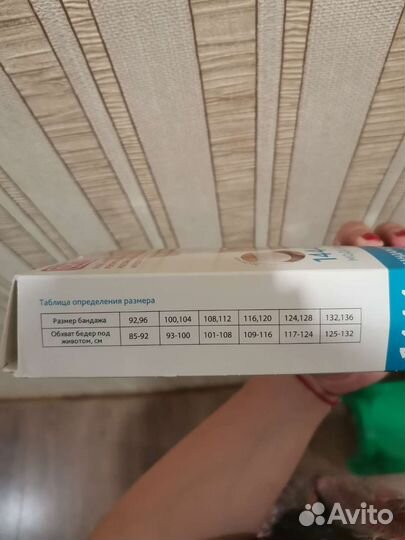 Таблица определения размера
Размер бандажа 92,96 100,104 108,112 116,120 124,128 132,136
Обхват бедер под животом, см 85-92 93-100 101-108 109-116 117-124 125-132
Avito